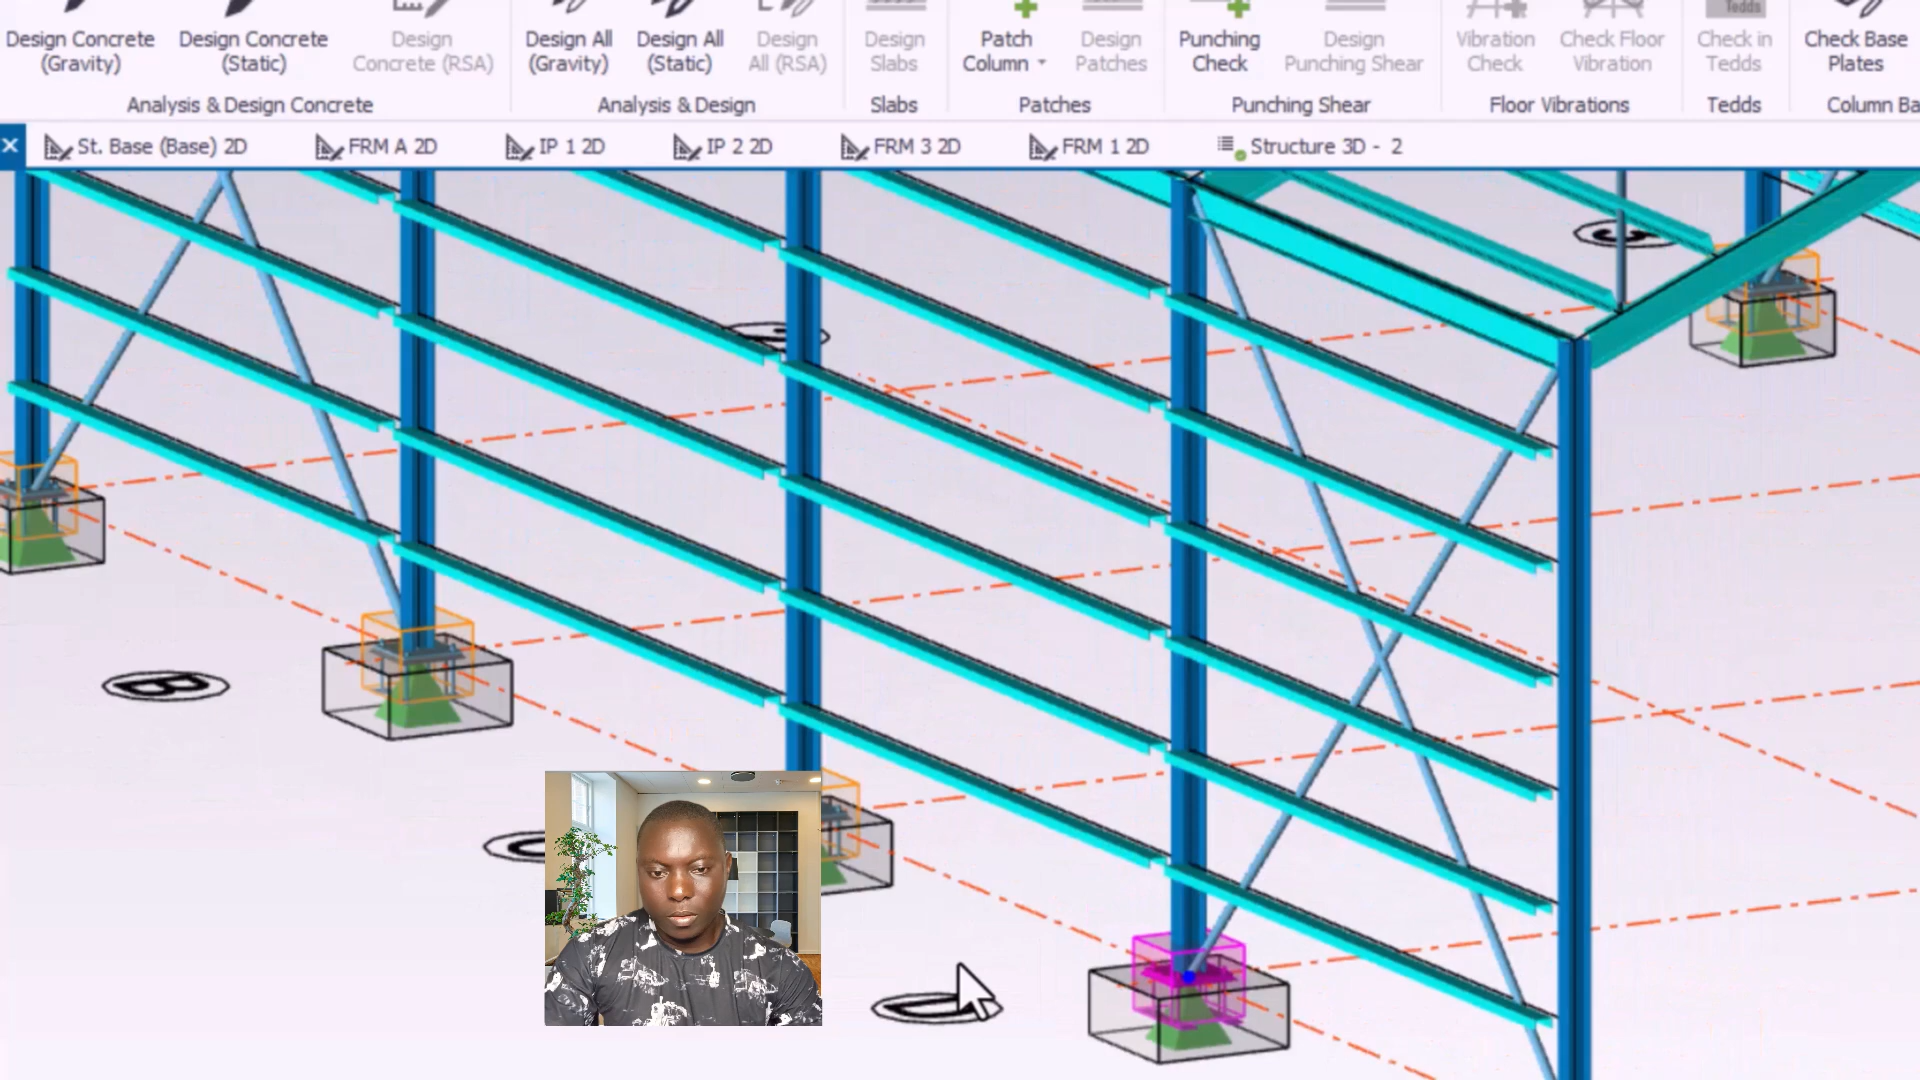 Design Concrete (Gravity)
Design Concrete (Static)
Design Concrete (RSA)
Design All (Gravity)
Design All (Static)
Design All (RSA)
Design Slabs
Patch Column
Design Patches
Punching Check
Design Punching Shear
Vibration Check
Check Floor Vibration
Tedds
Check in Tedds
Check Base Plates
Analysis & Design Concrete
Analysis & Design
Slabs
Patches
Punching Shear
Floor Vibrations
Tedds
Column Ba
St. Base (Base) 2D
FRM A 2D
IP 1 2D
IP 2 2D
FRM 3 2D
FRM 1 2D
Structure 3D - 2
B